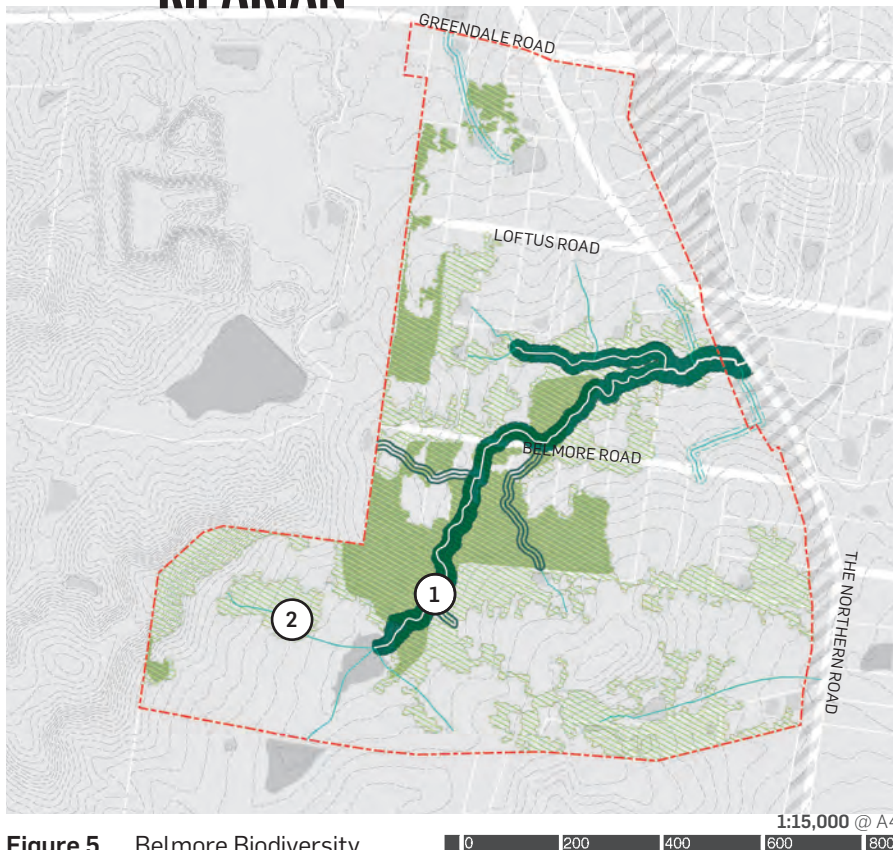 RIPARIAN
GREENDALE ROAD
LOFTUS ROAD
BELMORE ROAD
THE NORTHERN ROAD
1
2
1:15,000 @ A4
Figure 5 Belmore Biodiversity
0 200 400 600 800